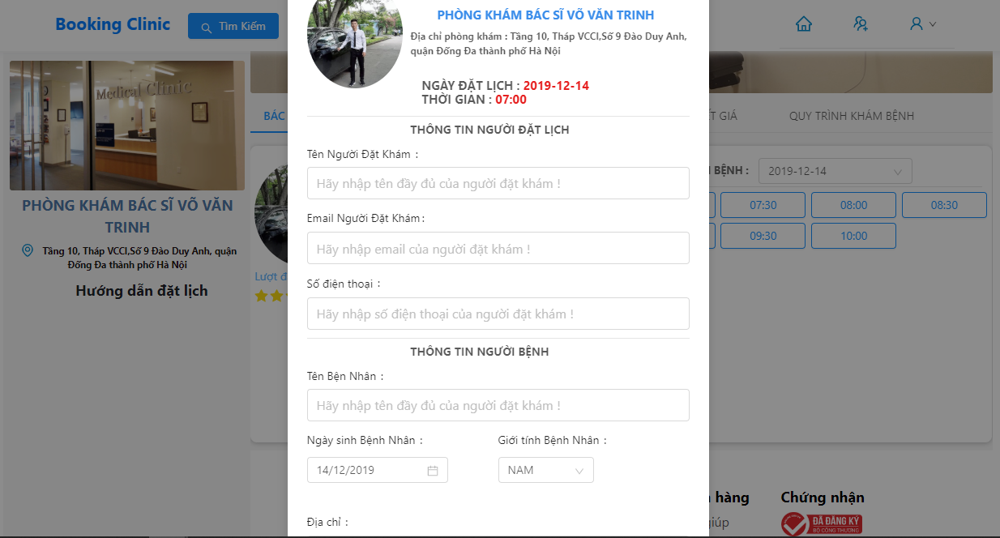 Booking Clinic
Tìm Kiếm
PHÒNG KHÁM BÁC SĨ VÕ VĂN TRINH
Địa chỉ phòng khám : Tầng 10, Tháp VCCI,Số 9 Đào Duy Anh,
quận Đống Đa thành phố Hà Nội
NGÀY ĐẶT LỊCH : 2019-12-14
THỜI GIAN : 07:00
THÔNG TIN NGƯỜI ĐẶT LỊCH
Tên Người Đặt Khám :
Hãy nhập tên đầy đủ của người đặt khám !
Email Người Đặt Khám:
Hãy nhập email của người đặt khám !
Số điện thoại :
Hãy nhập số điện thoại của người đặt khám !
THÔNG TIN NGƯỜI BỆNH
Tên Bện Nhân :
Hãy nhập tên đầy đủ của người đặt khám !
Ngày sinh Bệnh Nhân :
Giới tính Bệnh Nhân :
14/12/2019
NAM
Địa chỉ :
Medical Clinic
PHÒNG KHÁM BÁC SĨ VÕ VĂN
TRINH
Tầng 10, Tháp VCCI,Số 9 Đào Duy Anh, quận
Đống Đa thành phố Hà Nội
Hướng dẫn đặt lịch
BÁC
Lượt đ
ẾT GIÁ
QUY TRÌNH KHÁM BỆNH
BỆNH :
2019-12-14
07:30
08:00
08:30
09:30
10:00
hàng
giúp
Chứng nhận
ĐÃ ĐĂNG KÝ
BỘ CÔNG THƯƠNG